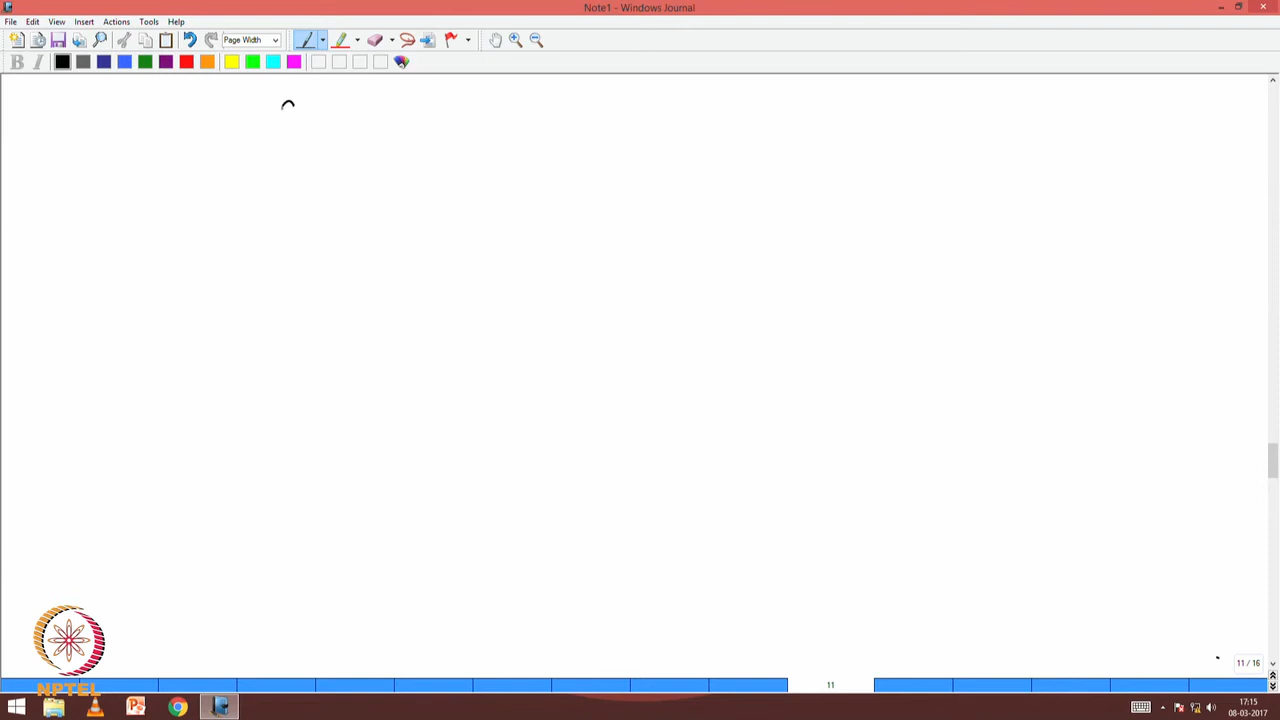 Note1 - Windows Journal
File Edit View Insert Actions Tools Help
Page Width
B I
11 / 16
11
NPTEL
17:15
08-03-2017